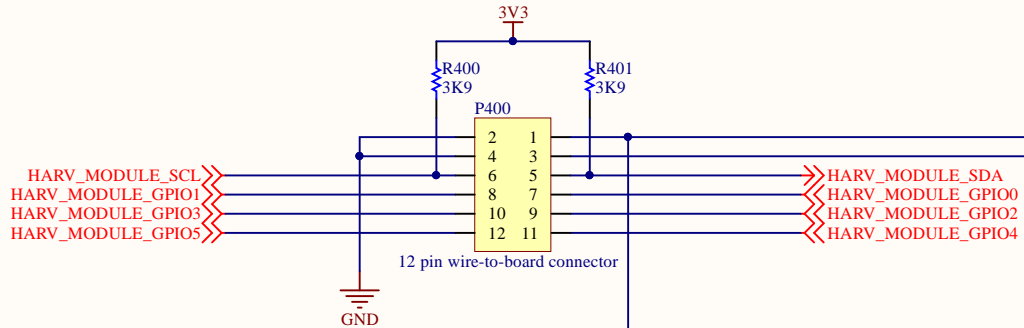 3V3
R400
3K9
R401
3K9
P400
2 1
4 3
HARV_MODULE_SCL 6 5 HARV_MODULE_SDA
HARV_MODULE_GPIO1 8 7 HARV_MODULE_GPIO0
HARV_MODULE_GPIO3 10 9 HARV_MODULE_GPIO2
HARV_MODULE_GPIO5 12 11 HARV_MODULE_GPIO4
12 pin wire-to-board connector
GND